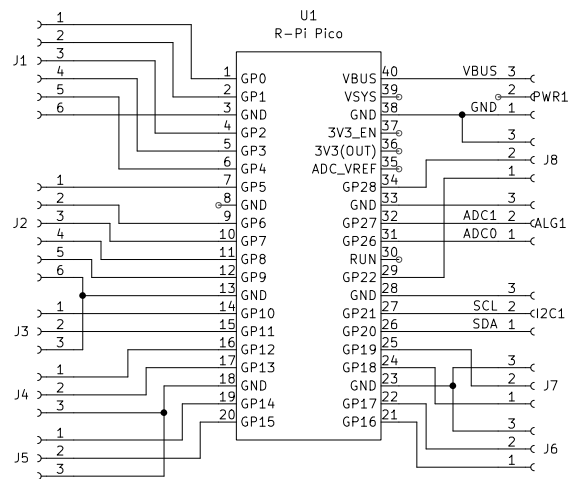 U1
R-Pi Pico
J1
1
2
3
4
5
6
J2
1
2
3
4
5
6
J3
1
2
3
J4
1
2
3
J5
1
2
3
1 GP0
2 GP1
3 GND
4 GP2
5 GP3
6 GP4
7 GP5
8 GND
9 GP6
10 GP7
11 GP8
12 GP9
13 GND
14 GP10
15 GP11
16 GP12
17 GP13
18 GND
19 GP14
20 GP15
VBUS 40
VSYS 39
GND 38
3V3_EN 37
3V3(OUT) 36
ADC_VREF 35
GP28 34
GND 33
GP27 32
GP26 31
RUN 30
GP22 29
GND 28
GP21 27
GP20 26
GP19 25
GP18 24
GND 23
GP17 22
GP16 21
VBUS 3
2 PWR1
GND 1
3
2 J8
1
3
ADC1 2 ALG1
ADC0 1
3
SCL 2 I2C1
SDA 1
3
2 J7
1
3
2 J6
1